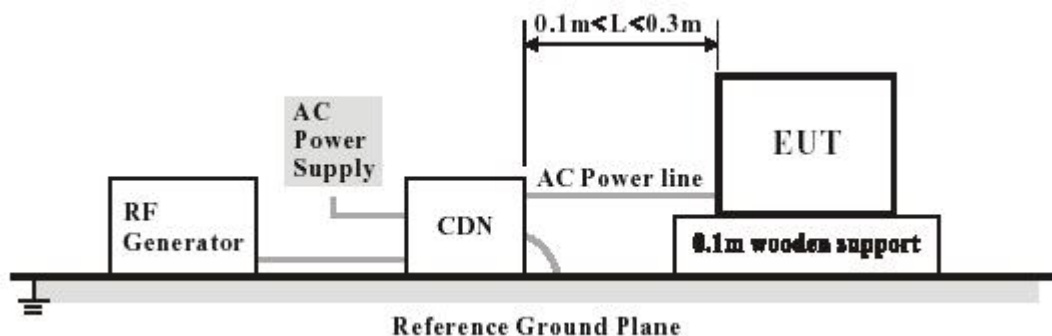 0.1m<L<0.3m
AC
Power
Supply
EUT
AC Power line
RF
Generator
CDN
0.1m wooden support
Reference Ground Plane